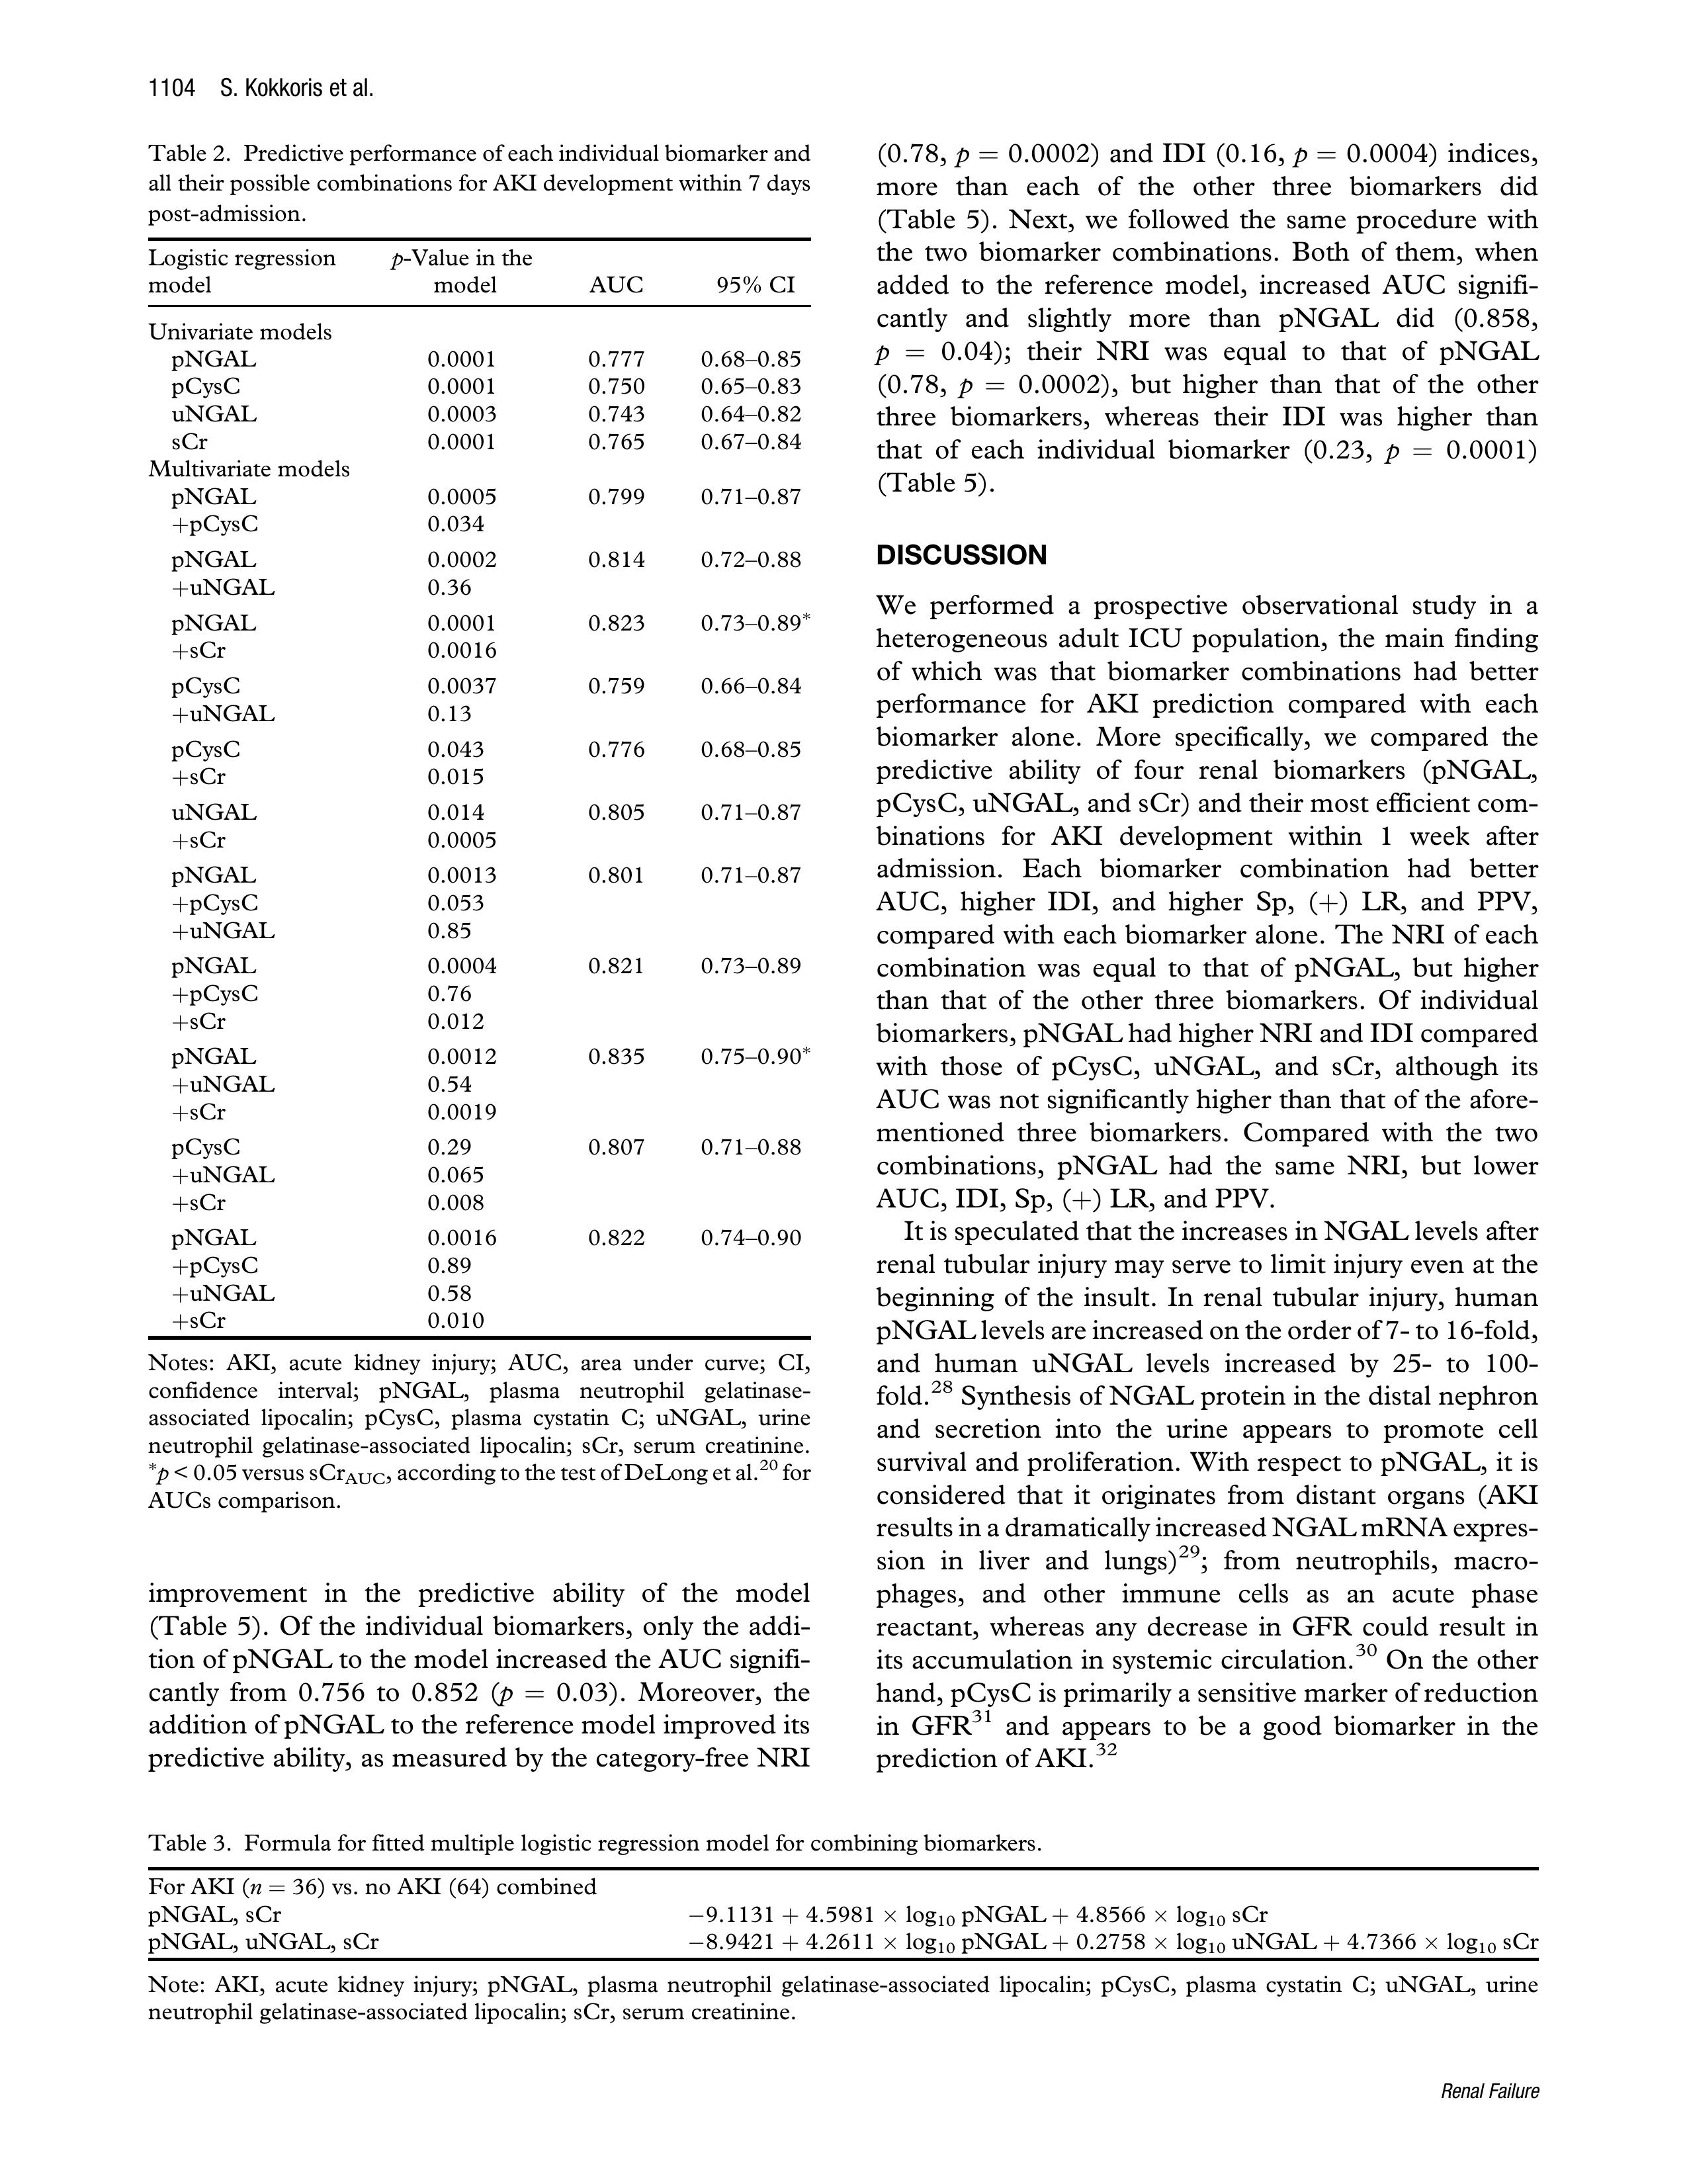 1104 S. Kokkoris et al.
Table 2. Predictive performance of each individual biomarker and
all their possible combinations for AKI development within 7 days
post-admission.
Logistic regression p-Value in the
model model AUC 95% CI
Univariate models
pNGAL 0.0001 0.777 0.68–0.85
pCysC 0.0001 0.750 0.65–0.83
uNGAL 0.0003 0.743 0.64–0.82
sCr 0.0001 0.765 0.67–0.84
Multivariate models
pNGAL 0.0005 0.799 0.71–0.87
+pCysC 0.034
pNGAL 0.0002 0.814 0.72–0.88
+uNGAL 0.36
pNGAL 0.0001 0.823 0.73–0.89*
+sCr 0.0016
pCysC 0.0037 0.759 0.66–0.84
+uNGAL 0.13
pCysC 0.043 0.776 0.68–0.85
+sCr 0.015
uNGAL 0.014 0.805 0.71–0.87
+sCr 0.0005
pNGAL 0.0013 0.801 0.71–0.87
+pCysC 0.053
+uNGAL 0.85
pNGAL 0.0004 0.821 0.73–0.89
+pCysC 0.76
+sCr 0.012
pNGAL 0.0012 0.835 0.75–0.90*
+uNGAL 0.54
+sCr 0.0019
pCysC 0.29 0.807 0.71–0.88
+uNGAL 0.065
+sCr 0.008
pNGAL 0.0016 0.822 0.74–0.90
+pCysC 0.89
+uNGAL 0.58
+sCr 0.010
Notes: AKI, acute kidney injury; AUC, area under curve; CI,
confidence interval; pNGAL, plasma neutrophil gelatinase-
associated lipocalin; pCysC, plasma cystatin C; uNGAL, urine
neutrophil gelatinase-associated lipocalin; sCr, serum creatinine.
*p < 0.05 versus sCrAUC, according to the test of DeLong et al.20 for
AUCs comparison.
improvement in the predictive ability of the model
(Table 5). Of the individual biomarkers, only the addi-
tion of pNGAL to the model increased the AUC signifi-
cantly from 0.756 to 0.852 (p = 0.03). Moreover, the
addition of pNGAL to the reference model improved its
predictive ability, as measured by the category-free NRI
(0.78, p = 0.0002) and IDI (0.16, p = 0.0004) indices,
more than each of the other three biomarkers did
(Table 5). Next, we followed the same procedure with
the two biomarker combinations. Both of them, when
added to the reference model, increased AUC signifi-
cantly and slightly more than pNGAL did (0.858,
p = 0.04); their NRI was equal to that of pNGAL
(0.78, p = 0.0002), but higher than that of the other
three biomarkers, whereas their IDI was higher than
that of each individual biomarker (0.23, p = 0.0001)
(Table 5).
DISCUSSION
We performed a prospective observational study in a
heterogeneous adult ICU population, the main finding
of which was that biomarker combinations had better
performance for AKI prediction compared with each
biomarker alone. More specifically, we compared the
predictive ability of four renal biomarkers (pNGAL,
pCysC, uNGAL, and sCr) and their most efficient com-
binations for AKI development within 1 week after
admission. Each biomarker combination had better
AUC, higher IDI, and higher Sp, (+) LR, and PPV,
compared with each biomarker alone. The NRI of each
combination was equal to that of pNGAL, but higher
than that of the other three biomarkers. Of individual
biomarkers, pNGAL had higher NRI and IDI compared
with those of pCysC, uNGAL, and sCr, although its
AUC was not significantly higher than that of the afore-
mentioned three biomarkers. Compared with the two
combinations, pNGAL had the same NRI, but lower
AUC, IDI, Sp, (+) LR, and PPV.
It is speculated that the increases in NGAL levels after
renal tubular injury may serve to limit injury even at the
beginning of the insult. In renal tubular injury, human
pNGAL levels are increased on the order of 7- to 16-fold,
and human uNGAL levels increased by 25- to 100-
fold.28 Synthesis of NGAL protein in the distal nephron
and secretion into the urine appears to promote cell
survival and proliferation. With respect to pNGAL, it is
considered that it originates from distant organs (AKI
results in a dramatically increased NGAL mRNA expres-
sion in liver and lungs)29; from neutrophils, macro-
phages, and other immune cells as an acute phase
reactant, whereas any decrease in GFR could result in
its accumulation in systemic circulation.30 On the other
hand, pCysC is primarily a sensitive marker of reduction
in GFR31 and appears to be a good biomarker in the
prediction of AKI.32
Table 3. Formula for fitted multiple logistic regression model for combining biomarkers.
For AKI (n = 36) vs. no AKI (64) combined
pNGAL, sCr −9.1131 + 4.5981 × log10 pNGAL + 4.8566 × log10 sCr
pNGAL, uNGAL, sCr −8.9421 + 4.2611 × log10 pNGAL + 0.2758 × log10 uNGAL + 4.7366 × log10 sCr
Note: AKI, acute kidney injury; pNGAL, plasma neutrophil gelatinase-associated lipocalin; pCysC, plasma cystatin C; uNGAL, urine
neutrophil gelatinase-associated lipocalin; sCr, serum creatinine.
Renal Failure